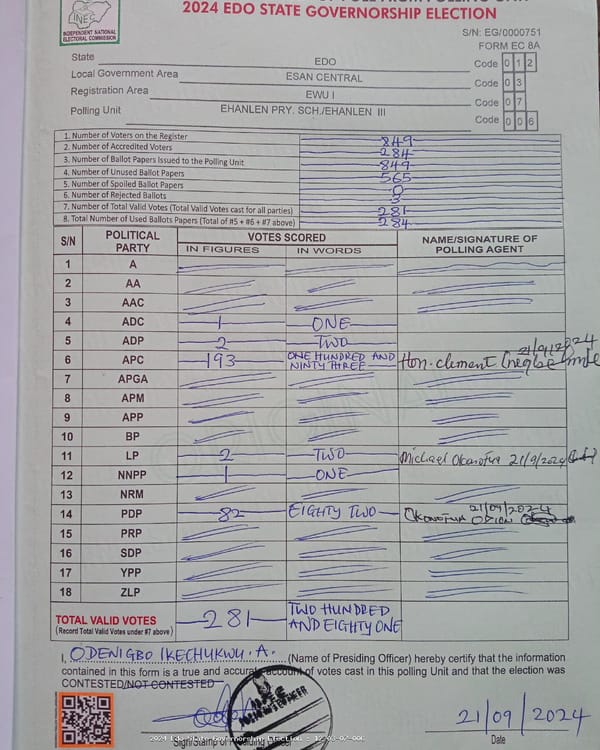 INEC
INDEPENDENT NATIONAL ELECTORAL COMMISSION
2024 EDO STATE GOVERNORSHIP ELECTION
S/N: EG/0000751
FORM EC 8A
State EDO Code 0 1 2
Local Government Area ESAN CENTRAL Code 0 3
Registration Area EWU I Code 0 7
Polling Unit EHANLEN PRY. SCH./EHANLEN III Code 0 0 6
1. Number of Voters on the Register 849
2. Number of Accredited Voters 284
3. Number of Ballot Papers Issued to the Polling Unit 849
4. Number of Unused Ballot Papers 565
5. Number of Spoiled Ballot Papers 0
6. Number of Rejected Ballots 3
7. Number of Total Valid Votes (Total Valid Votes cast for all parties) 281
8. Total Number of Used Ballots Papers (Total of #5 + #6 + #7 above) 284
S/N POLITICAL PARTY VOTES SCORED NAME/SIGNATURE OF POLLING AGENT
IN FIGURES IN WORDS
1 A
2 AA
3 AAC
4 ADC 1 ONE
5 ADP 2 TWO
21/9/2024
6 APC 193 ONE HUNDRED AND NINTY THREE Hon. Clement
7 APGA
8 APM
9 APP
10 BP
11 LP 2 TWO Michael 21/9/2024
12 NNPP 1 ONE
13 NRM
14 PDP 82 EIGHTY TWO 21/09/2024
15 PRP
16 SDP
17 YPP
18 ZLP
TOTAL VALID VOTES 281 TWO HUNDRED AND EIGHTY ONE
(Record Total Valid Votes under #7 above)
I, ODENIGBO IKECHUKWU. A. (Name of Presiding Officer) hereby certify that the information
contained in this form is a true and accurate account of votes cast in this polling Unit and that the election was
CONTESTED/NOT CONTESTED
21/09/2024
2024 Edo State Governorship Election - 12-03-07-006
Sign/Stamp of Presiding Officer
Date